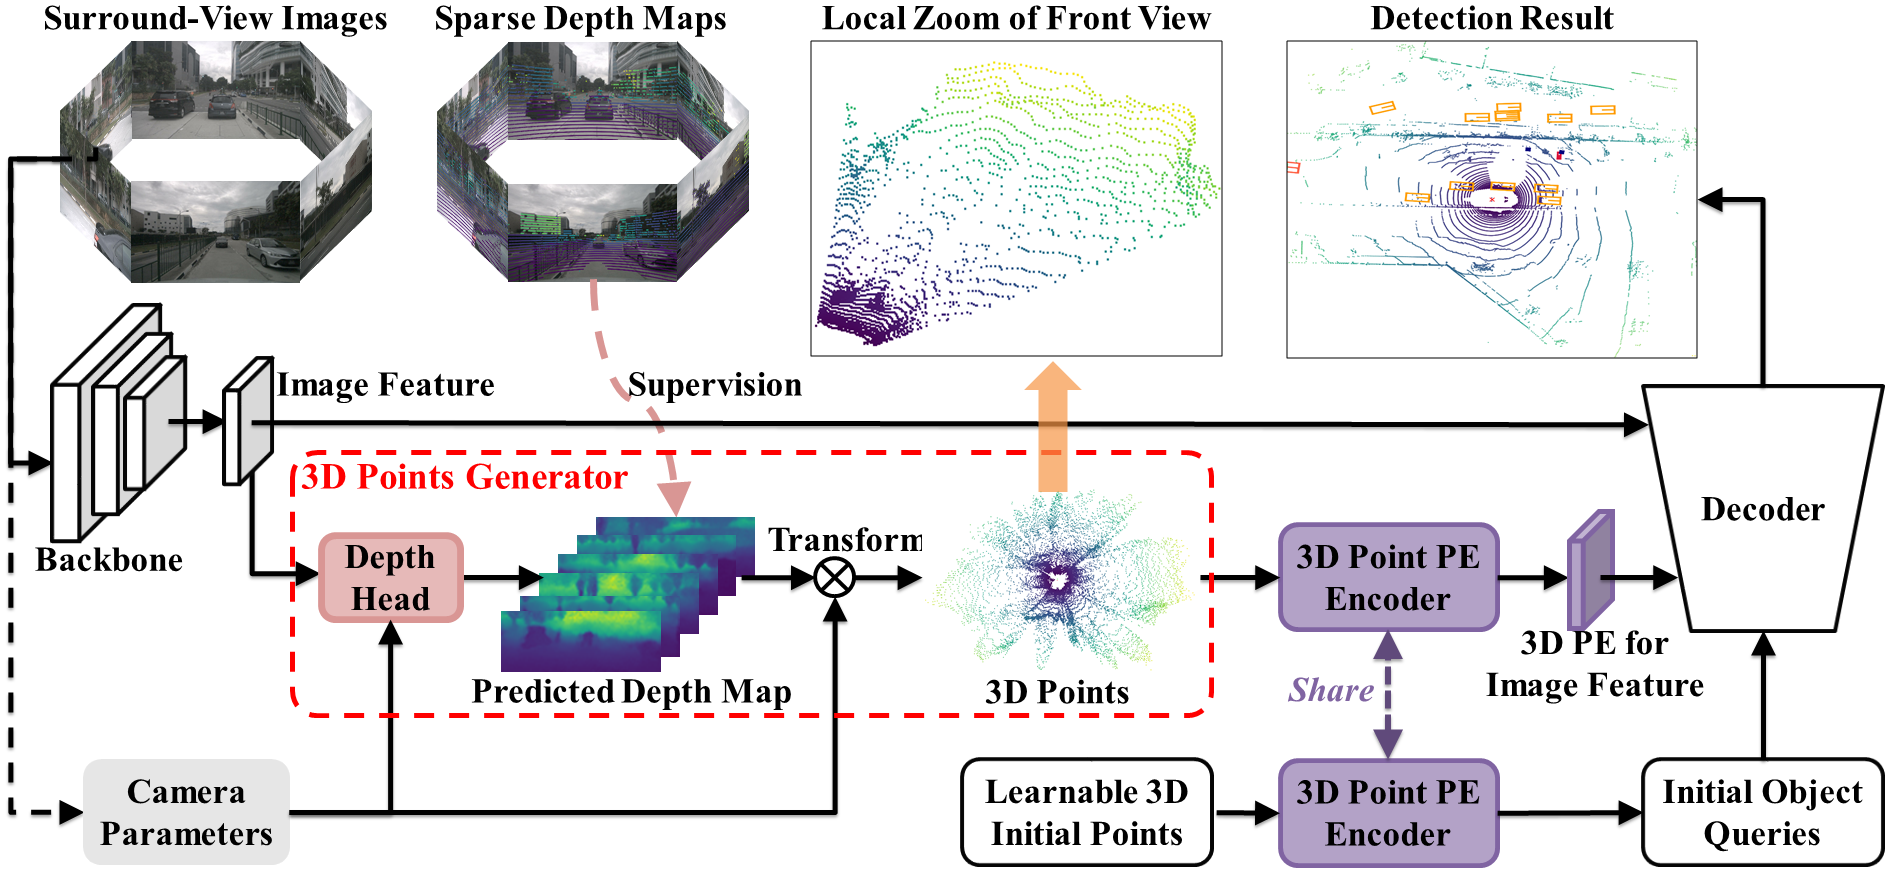 Surround-View Images
Sparse Depth Maps
Local Zoom of Front View
Detection Result
Image Feature
Supervision
Backbone
3D Points Generator
Depth
Head
Transform
Predicted Depth Map
3D Points
3D Point PE
Encoder
3D PE for
Image Feature
Decoder
Share
Camera
Parameters
Learnable 3D
Initial Points
3D Point PE
Encoder
Initial Object
Queries